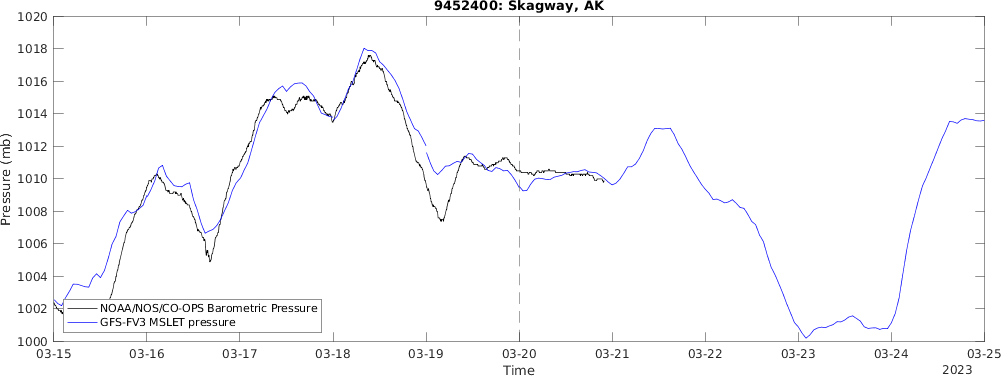 9452400: Skagway, AK
1020
1018
1016
1014
1012
1010
1008
1006
1004
1002
1000
Pressure (mb)
NOAA/NOS/CO-OPS Barometric Pressure
GFS-FV3 MSLET pressure
03-15 03-16 03-17 03-18 03-19 03-20 03-21 03-22 03-23 03-24 03-25
Time
2023